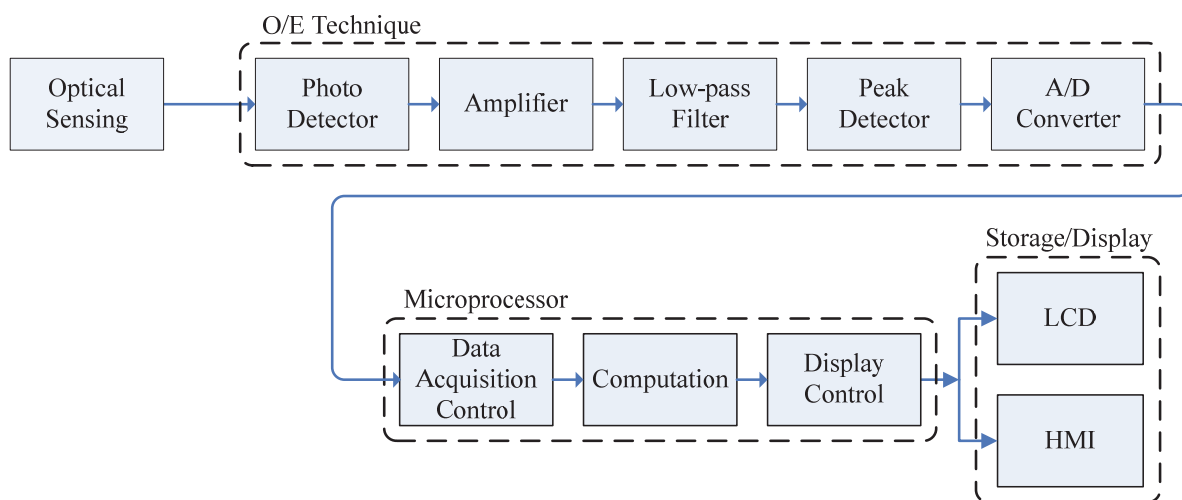 O/E Technique
Optical
Sensing
Photo
Detector
Amplifier
Low-pass
Filter
Peak
Detector
A/D
Converter
Storage/Display
Microprocessor
LCD
Data
Acquisition
Control
Computation
Display
Control
HMI